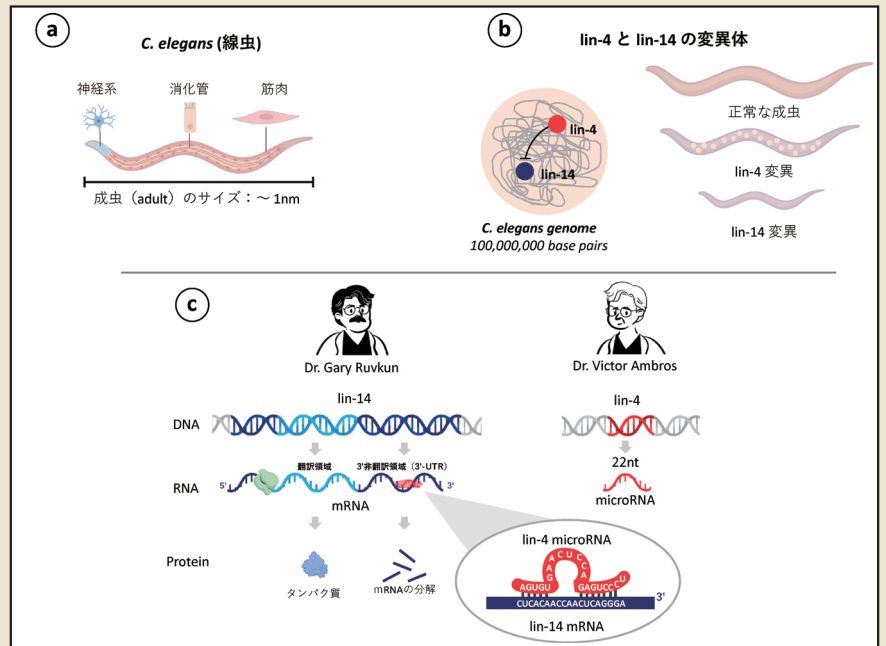 a
C. elegans (線虫)
神経系
消化管
筋肉
成虫（adult）のサイズ：～ 1nm
b
lin-4 と lin-14 の変異体
lin-4
lin-14
C. elegans genome
100,000,000 base pairs
正常な成虫
lin-4 変異
lin-14 変異
c
Dr. Gary Ruvkun
Dr. Victor Ambros
lin-14
lin-4
DNA
22nt
microRNA
翻訳領域
3'非翻訳領域（3'-UTR）
RNA
5'
3'
mRNA
Protein
タンパク質
mRNAの分解
lin-4 microRNA
AGUGU
GAACUCCA
GAGUCCCU
CUCACAACCAACUCAGGGA
3'
lin-14 mRNA